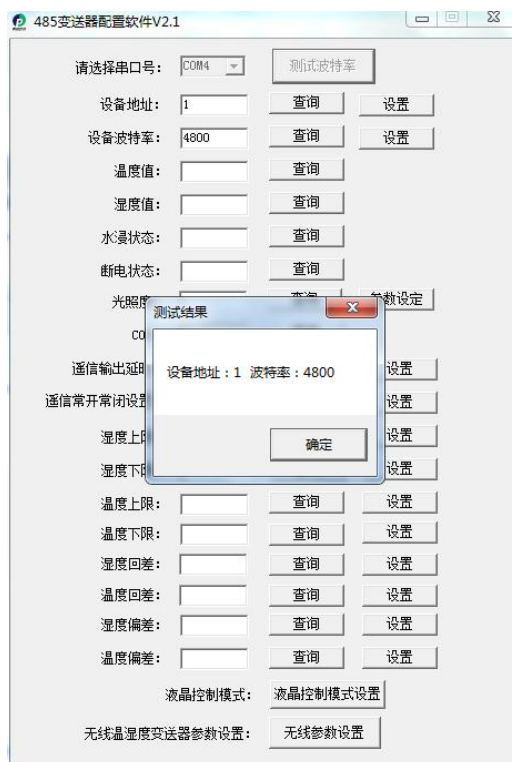 485变送器配置软件V2.1
请选择串口号： COM4 测试波特率
设备地址： 1 查询 设置
设备波特率： 4800 查询 设置
温度值： 查询
湿度值： 查询
水浸状态： 查询
断电状态： 查询
光照度 参数设定
测试结果
CO
设备地址：1 波特率：4800
遥信输出延时 设置
遥信常开常闭设置 设置
确定
湿度上限 设置
湿度下限 设置
温度上限： 查询 设置
温度下限： 查询 设置
湿度回差： 查询 设置
温度回差： 查询 设置
湿度偏差： 查询 设置
温度偏差： 查询 设置
液晶控制模式： 液晶控制模式设置
无线温湿度变送器参数设置： 无线参数设置